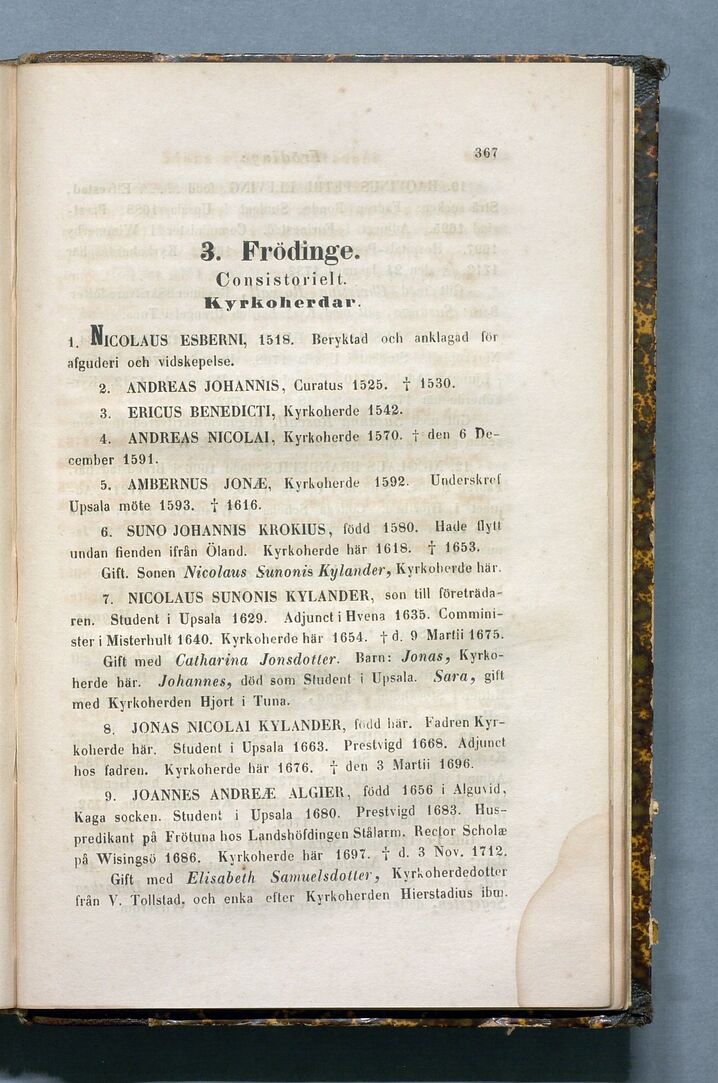 367
3. Frödinge.
Consistorielt.
Kyrkoherdar.
1. NICOLAUS ESBERNI, 1518. Beryktad och anklagad för
afguderi och vidskepelse.
2. ANDREAS JOHANNIS, Curatus 1525. † 1530.
3. ERICUS BENEDICTI, Kyrkoherde 1542.
4. ANDREAS NICOLAI, Kyrkoherde 1570. † den 6 De-
cember 1591.
5. AMBERNUS JONÆ, Kyrkoherde 1592. Underskref
Upsala möte 1593. † 1616.
6. SUNO JOHANNIS KROKIUS, född 1580. Hade flytt
undan fienden ifrån Öland. Kyrkoherde här 1618. † 1653.
Gift. Sonen Nicolaus Sunonis Kylander, Kyrkoherde här.
7. NICOLAUS SUNONIS KYLANDER, son till företräda-
ren. Student i Upsala 1629. Adjunct i Hvena 1635. Commini-
ster i Misterhult 1640. Kyrkoherde här 1654. † d. 9 Martii 1675.
Gift med Catharina Jonsdotter. Barn: Jonas, Kyrko-
herde här. Johannes, död som Student i Upsala. Sara, gift
med Kyrkoherden Hjort i Tuna.
8. JONAS NICOLAI KYLANDER, född här. Fadren Kyr-
koherde här. Student i Upsala 1663. Prestvigd 1668. Adjunct
hos fadren. Kyrkoherde här 1676. † den 3 Martii 1696.
9. JOANNES ANDREÆ ALGIER, född 1656 i Alguvid,
Kaga socken. Student i Upsala 1680. Prestvigd 1683. Hus-
predikant på Frötuna hos Landshöfdingen Stålarm. Rector Scholæ
på Wisingsö 1686. Kyrkoherde här 1697. † d. 3 Nov. 1712.
Gift med Elisabeth Samuelsdotter, Kyrkoherdedotter
från V. Tollstad, och enka efter Kyrkoherden Hierstadius ibm.